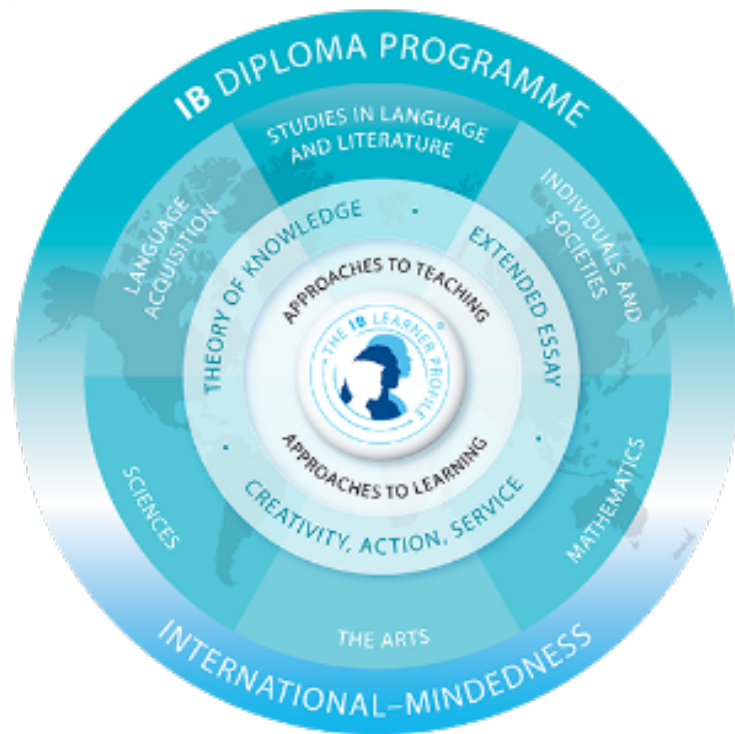 IB DIPLOMA PROGRAMME
STUDIES IN LANGUAGE
AND LITERATURE
LANGUAGE
ACQUISITION
INDIVIDUALS AND
SOCIETIES
THEORY OF KNOWLEDGE
·
EXTENDED ESSAY
·
APPROACHES TO TEACHING
THE IB LEARNER PROFILE
®
APPROACHES TO LEARNING
·
CREATIVITY, ACTION, SERVICE
SCIENCES
MATHEMATICS
THE ARTS
INTERNATIONAL–MINDEDNESS